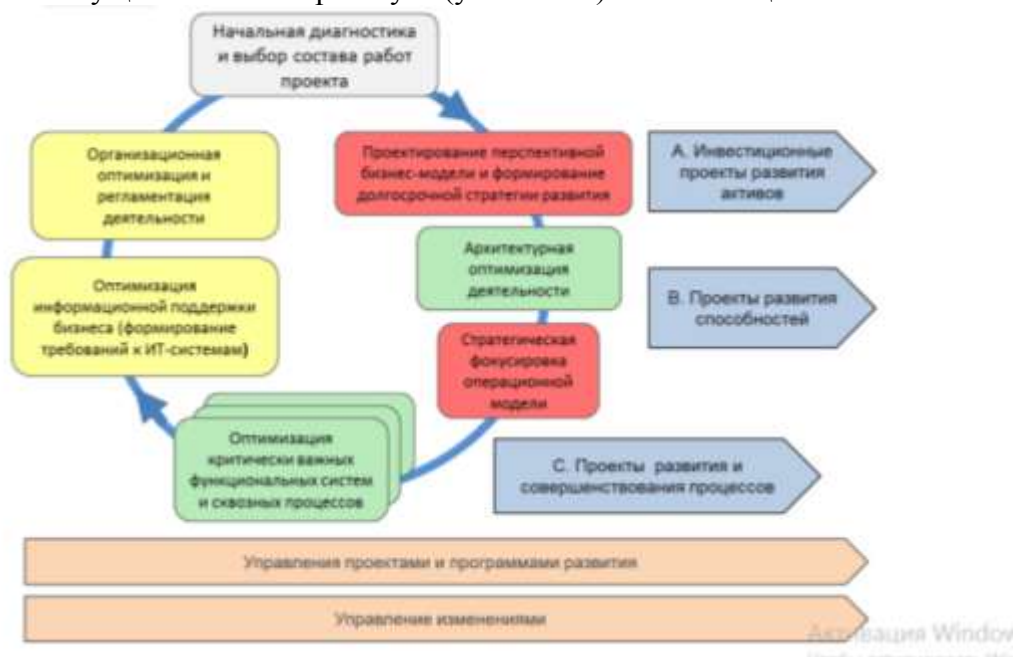 Начальная диагностика
и выбор состава работ
проекта
Организационная
оптимизация и
регламентация
деятельности
Проектирование перспективной
бизнес-модели и формирование
долгосрочной стратегии развития
А. Инвестиционные
проекты развития
активов
Архитектурная
оптимизация
деятельности
Оптимизация
информационной поддержки
бизнеса (формирование
требований к ИТ-системам)
В. Проекты развития
способностей
Стратегическая
фокусировка
операционной
модели
Оптимизация
критически важных
функциональных систем
и сквозных процессов
С. Проекты развития и
совершенствования процессов
Управления проектами и программами развития
Управление изменениями
Активация Window